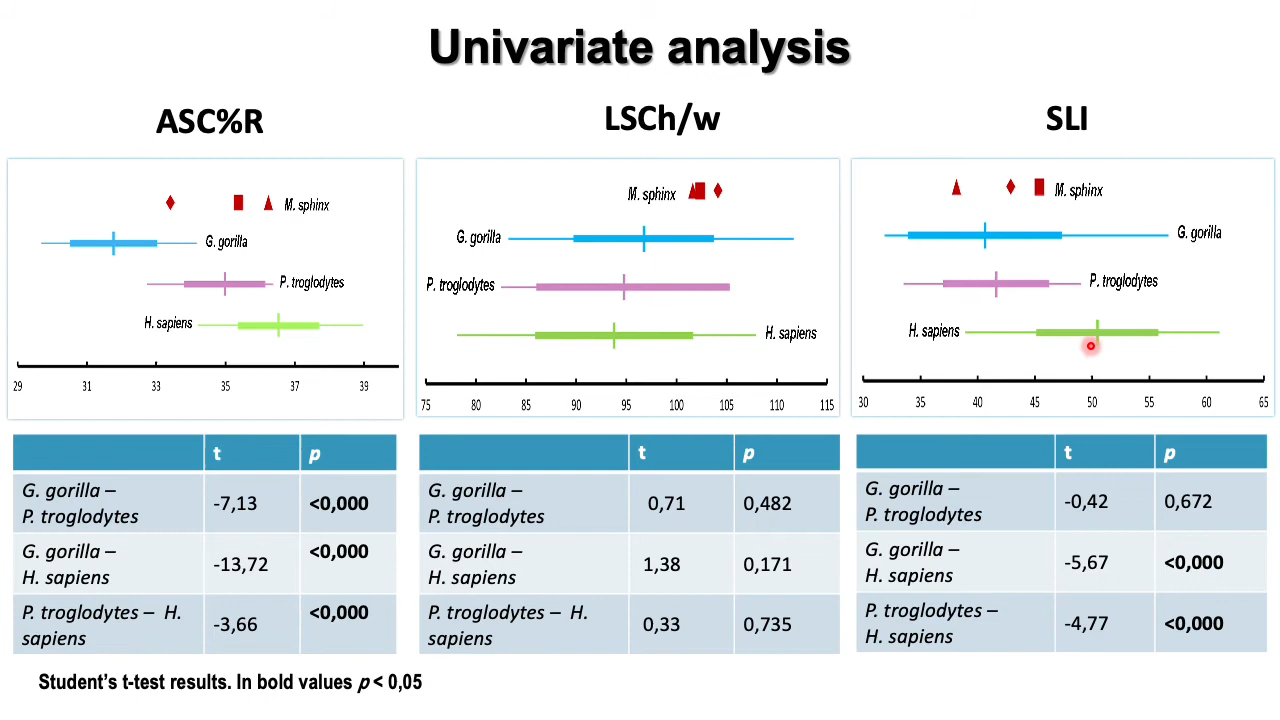 Univariate analysis
ASC%R
M. sphinx
G. gorilla
P. troglodytes
H. sapiens
29 31 33 35 37 39
LSCh/w
M. sphinx
G. gorilla
P. troglodytes
H. sapiens
75 80 85 90 95 100 105 110 115
SLI
M. sphinx
G. gorilla
P. troglodytes
H. sapiens
30 35 40 45 50 55 60 65
t p
G. gorilla –
P. troglodytes -7,13 <0,000
G. gorilla –
H. sapiens -13,72 <0,000
P. troglodytes – H.
sapiens -3,66 <0,000
t p
G. gorilla –
P. troglodytes 0,71 0,482
G. gorilla –
H. sapiens 1,38 0,171
P. troglodytes – H.
sapiens 0,33 0,735
t p
G. gorilla –
P. troglodytes -0,42 0,672
G. gorilla –
H. sapiens -5,67 <0,000
P. troglodytes –
H. sapiens -4,77 <0,000
Student's t-test results. In bold values p < 0,05